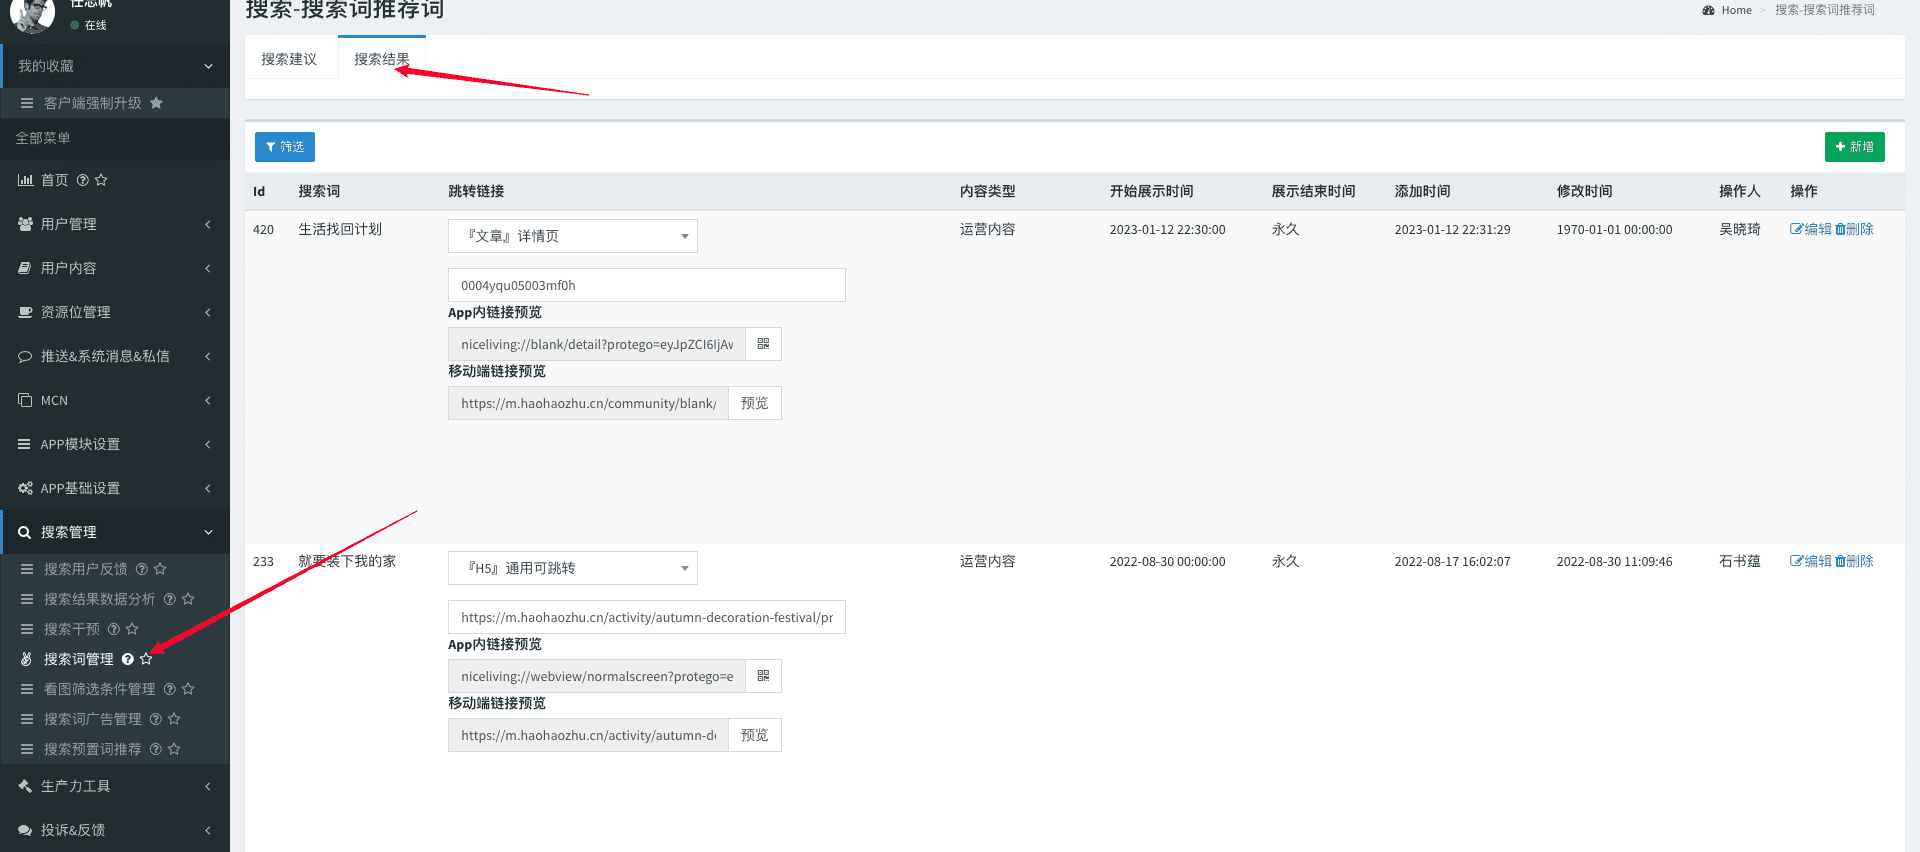 任志帆
在线
我的收藏
客户端强制升级
全部菜单
首页
用户管理
用户内容
资源位管理
推送&系统消息&私信
MCN
APP模块设置
APP基础设置
搜索管理
搜索用户反馈
搜索结果数据分析
搜索干预
搜索词管理
看图筛选条件管理
搜索词广告管理
搜索预置词推荐
生产力工具
投诉&反馈
搜索-搜索词推荐词
Home > 搜索-搜索词推荐词
搜索建议 搜索结果
筛选 新增
Id 搜索词 跳转链接 内容类型 开始展示时间 展示结束时间 添加时间 修改时间 操作人 操作
420 生活找回计划 『文章』详情页 运营内容 2023-01-12 22:30:00 永久 2023-01-12 22:31:29 1970-01-01 00:00:00 吴晓琦 编辑 删除
0004yqu05003mf0h
App内链接预览
niceliving://blank/detail?protego=eyJpZCI6IjAw
移动端链接预览
https://m.haohaozhu.cn/community/blank/ 预览
233 就要装下我的家 『H5』通用可跳转 运营内容 2022-08-30 00:00:00 永久 2022-08-17 16:02:07 2022-08-30 11:09:46 石书蕴 编辑 删除
https://m.haohaozhu.cn/activity/autumn-decoration-festival/pr
App内链接预览
niceliving://webview/normalscreen?protego=e
移动端链接预览
https://m.haohaozhu.cn/activity/autumn-de 预览